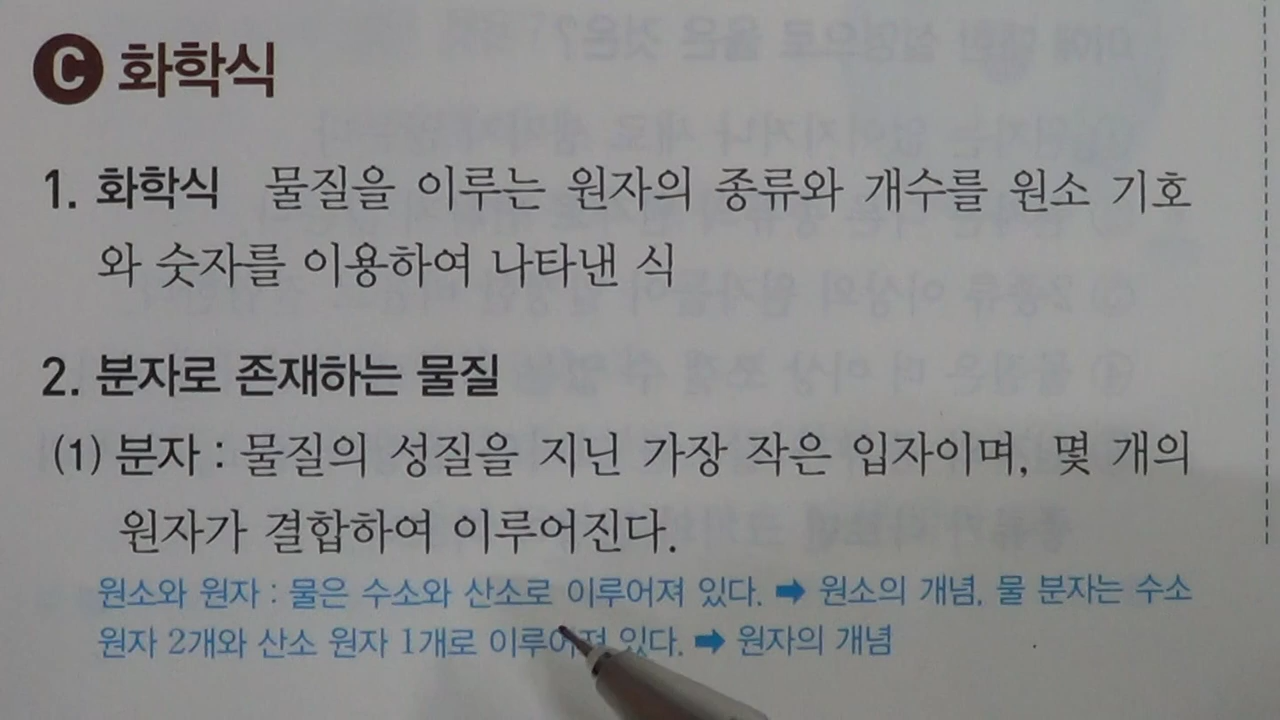 C 화학식
1. 화학식 물질을 이루는 원자의 종류와 개수를 원소 기호
와 숫자를 이용하여 나타낸 식
2. 분자로 존재하는 물질
(1) 분자 : 물질의 성질을 지닌 가장 작은 입자이며, 몇 개의
원자가 결합하여 이루어진다.
원소와 원자 : 물은 수소와 산소로 이루어져 있다. ➡ 원소의 개념, 물 분자는 수소
원자 2개와 산소 원자 1개로 이루어져 있다. ➡ 원자의 개념